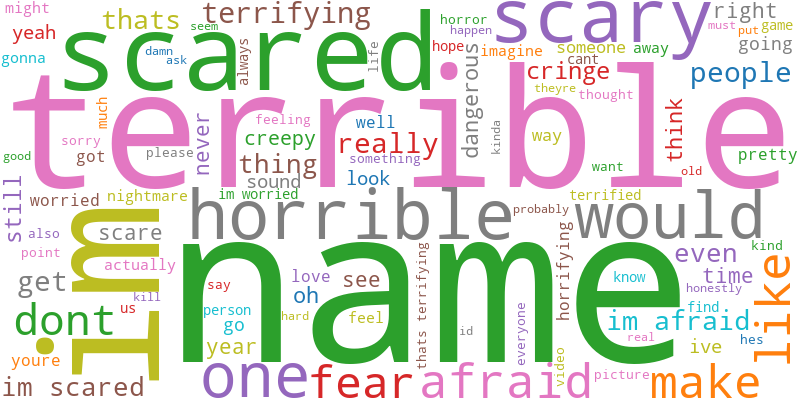 might
thats
terrifying
scary
right
yeah
scared
seem
horror
happen
put
game
must
gonna
damn
ask
always
life
hope
imagine
someone
away
going
cant
terrible
much
dangerous
cringe
people
theyre
thought
feeling
well
sorry
never
creepy
really
kinda
way
think
good
got
please
thing
something
want
old
pretty
sound
look
still
worried
nightmare
im worried
terrified
horrible
probably
would
also
im
scare
name
point
actually
horrifying
even
kind
get
love
see
know
time
say
oh
thats terrifying
honestly
kill
us
person
find
dont
go
hard
feel
id
everyone
im afraid
like
real
hes
year
video
ive
youre
im scared
one
fear
afraid
picture
make